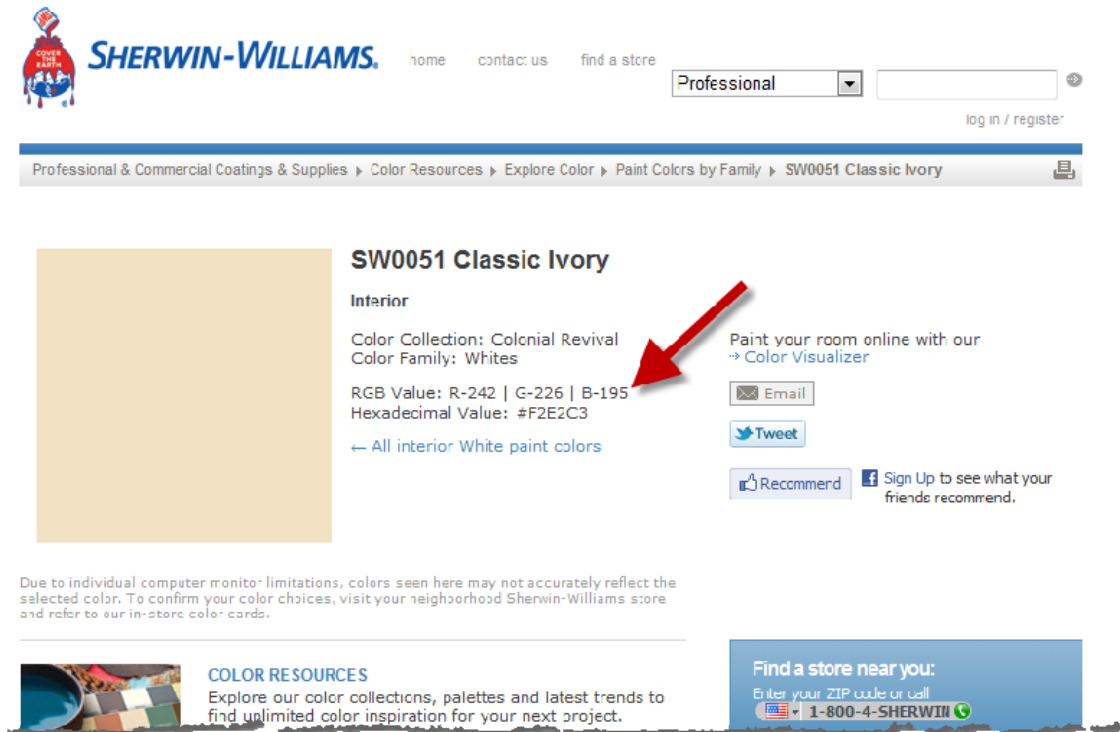 COVER THE EARTH
SHERWIN-WILLIAMS.
home contact us find a store
Professional
log in / register
Professional & Commercial Coatings & Supplies ▸ Color Resources ▸ Explore Color ▸ Paint Colors by Family ▸ SW0051 Classic Ivory
SW0051 Classic Ivory
Interior
Color Collection: Colonial Revival
Color Family: Whites
RGB Value: R-242 | G-226 | B-195
Hexadecimal Value: #F2E2C3
← All interior White paint colors
Paint your room online with our
Color Visualizer
Email
Tweet
Recommend
Sign Up to see what your
friends recommend.
Due to individual computer monitor limitations, colors seen here may not accurately reflect the
selected color. To confirm your color choices, visit your neighborhood Sherwin-Williams store
and refer to our in-store color cards.
COLOR RESOURCES
Explore our color collections, palettes and latest trends to
find unlimited color inspiration for your next project.
Find a store near you:
Enter your ZIP code or call
1-800-4-SHERWIN